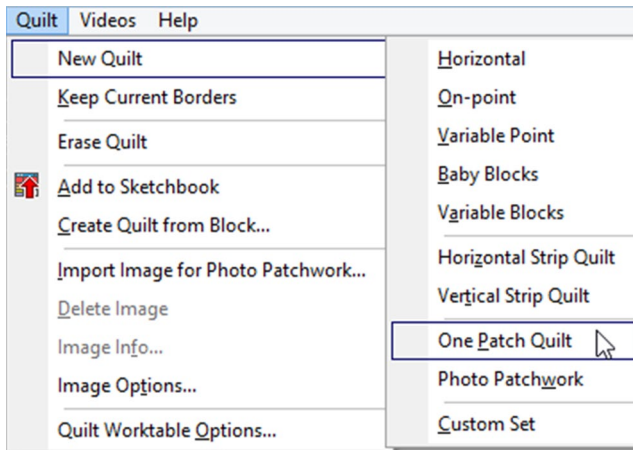 Quilt Videos Help
New Quilt
Keep Current Borders
Erase Quilt
Add to Sketchbook
Create Quilt from Block...
Import Image for Photo Patchwork...
Delete Image
Image Info...
Image Options...
Quilt Worktable Options...
Horizontal
On-point
Variable Point
Baby Blocks
Variable Blocks
Horizontal Strip Quilt
Vertical Strip Quilt
One Patch Quilt
Photo Patchwork
Custom Set